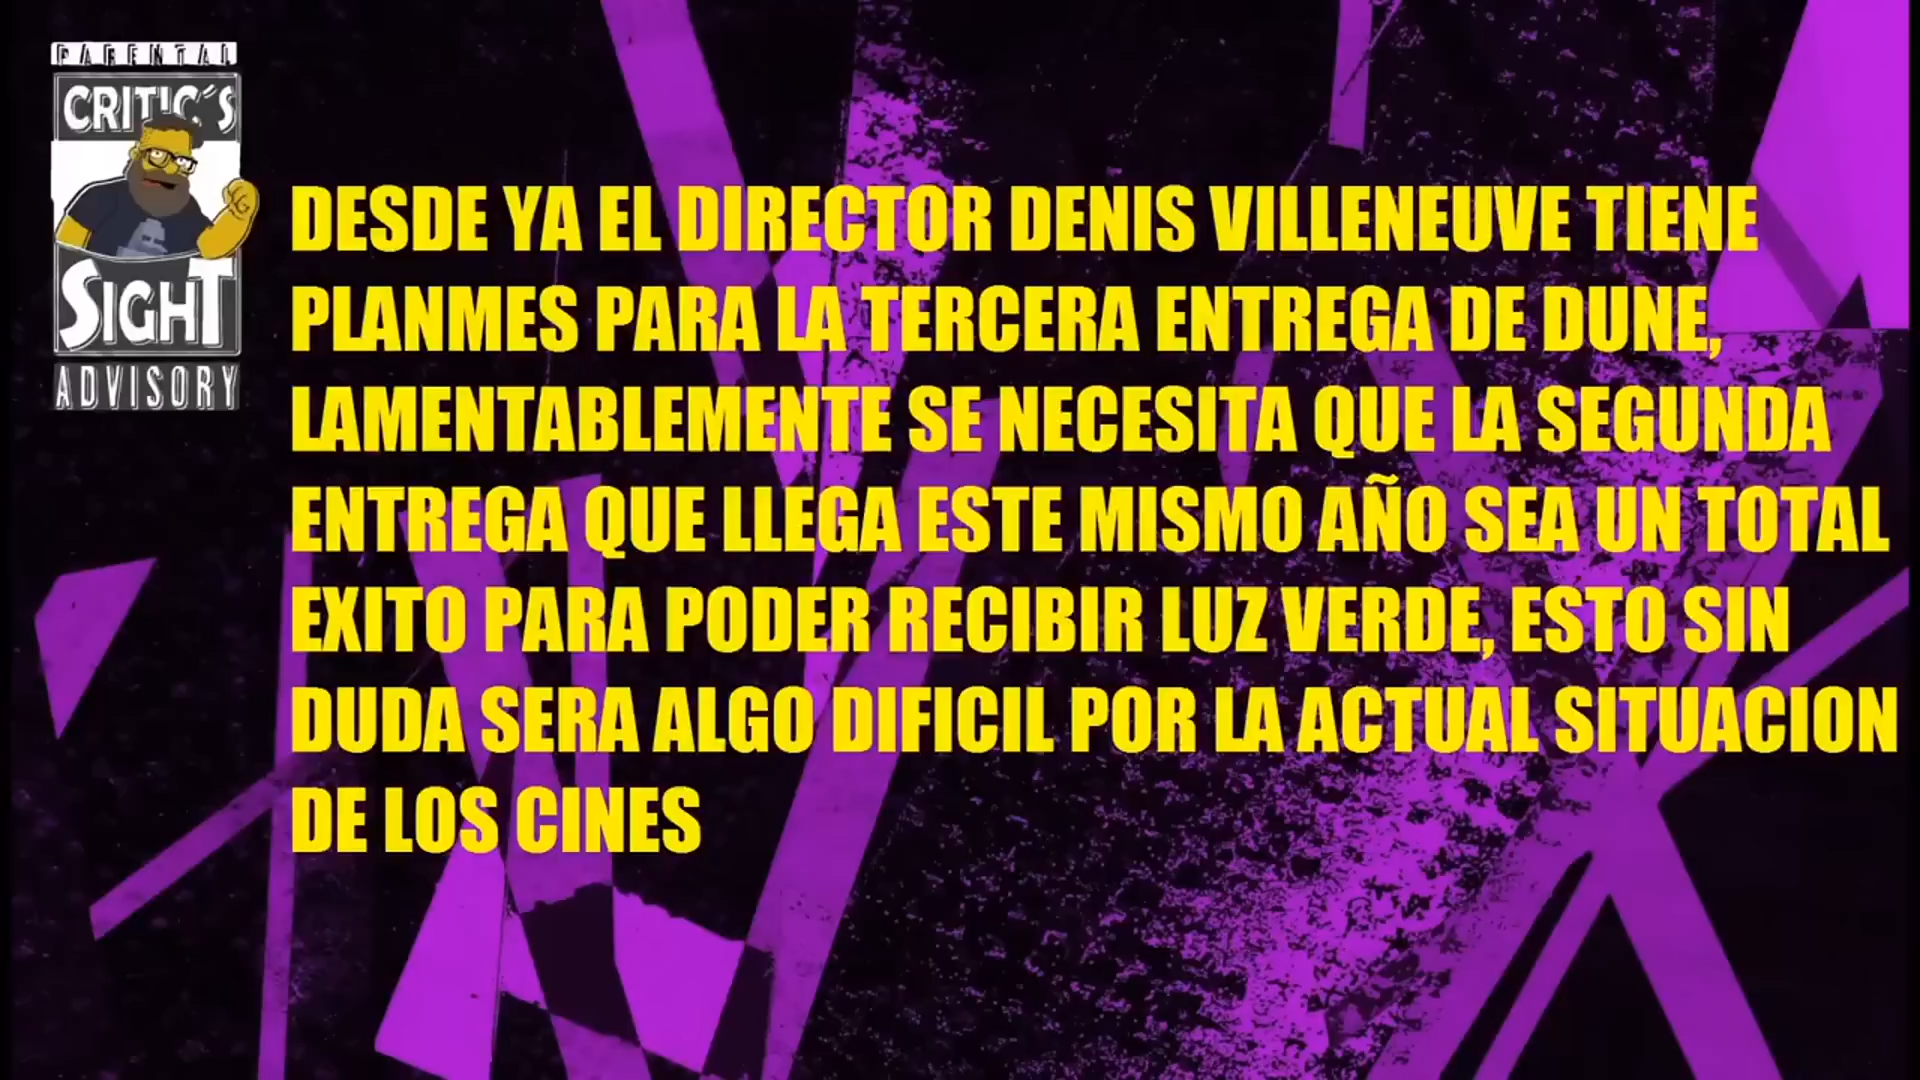 PARENTAL
CRITIC´S
SIGHT
ADVISORY
DESDE YA EL DIRECTOR DENIS VILLENEUVE TIENE
PLANMES PARA LA TERCERA ENTREGA DE DUNE,
LAMENTABLEMENTE SE NECESITA QUE LA SEGUNDA
ENTREGA QUE LLEGA ESTE MISMO AÑO SEA UN TOTAL
EXITO PARA PODER RECIBIR LUZ VERDE, ESTO SIN
DUDA SERA ALGO DIFICIL POR LA ACTUAL SITUACION
DE LOS CINES